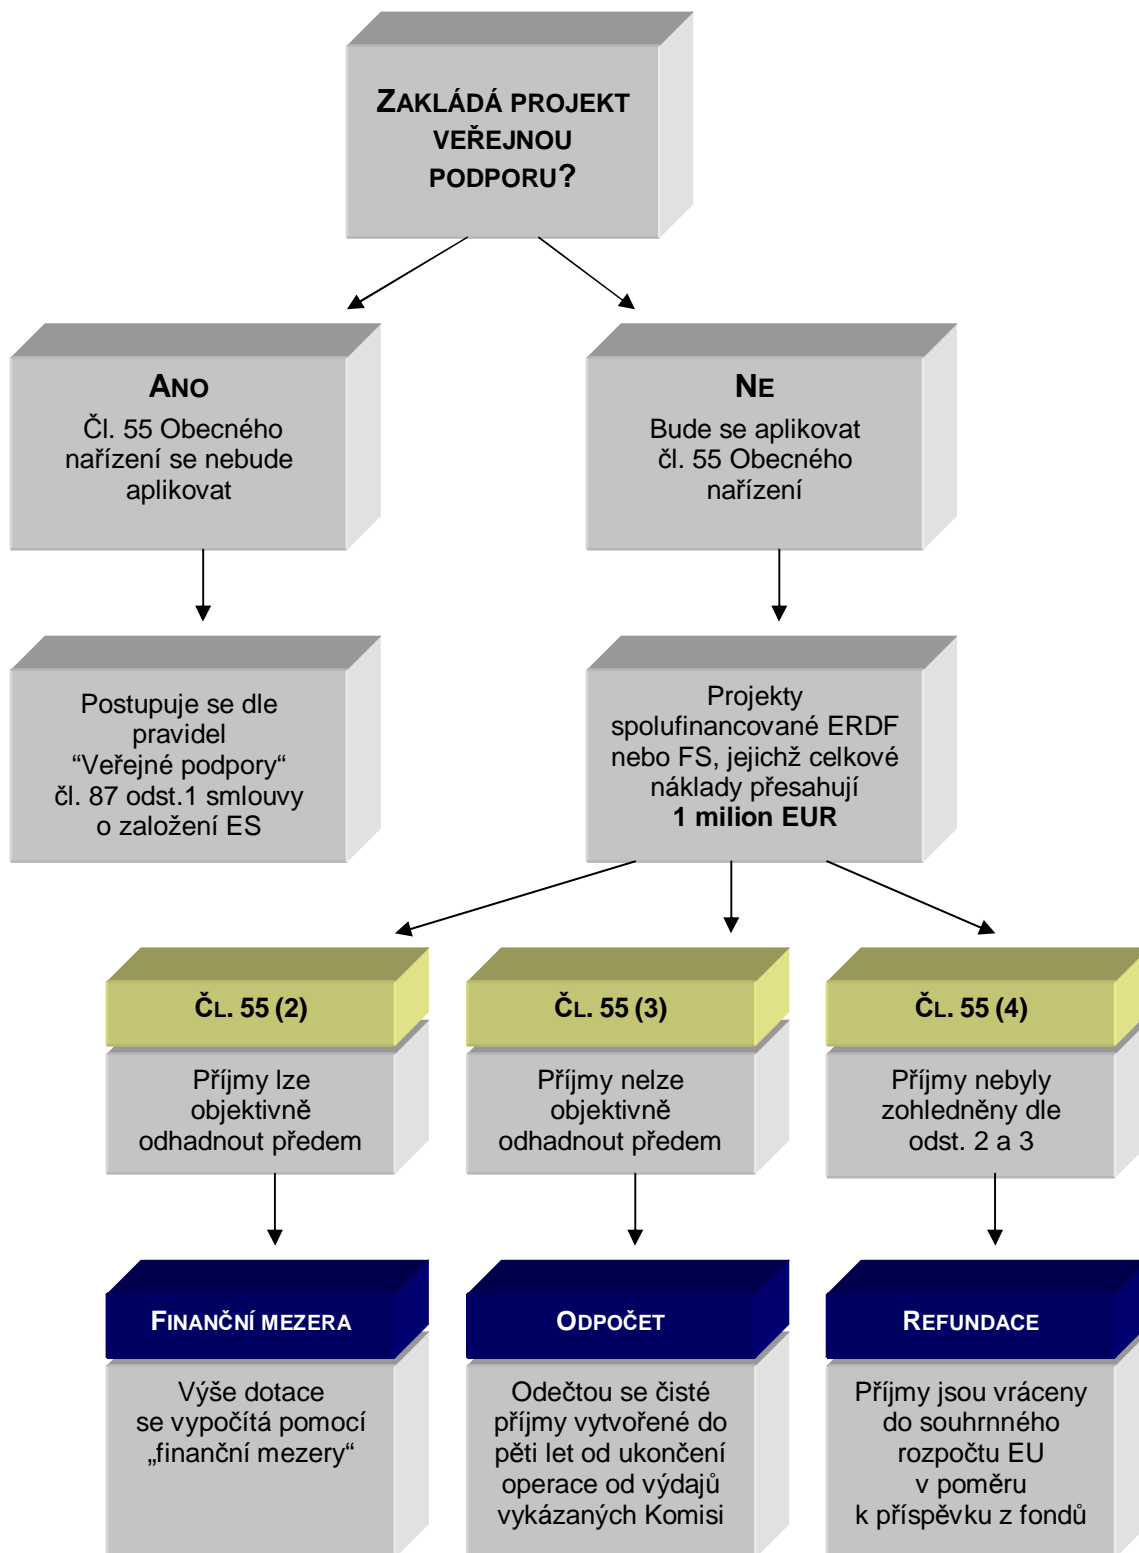 ZAKLÁDÁ PROJEKT
VEŘEJNOU
PODPORU?
ANO
Čl. 55 Obecného
nařízení se nebude
aplikovat
NE
Bude se aplikovat
čl. 55 Obecného
nařízení
Postupuje se dle
pravidel
“Veřejné podpory“
čl. 87 odst.1 smlouvy
o založení ES
Projekty
spolufinancované ERDF
nebo FS, jejichž celkové
náklady přesahují
1 milion EUR
ČL. 55 (2)
Příjmy lze
objektivně
odhadnout předem
ČL. 55 (3)
Příjmy nelze
objektivně
odhadnout předem
ČL. 55 (4)
Příjmy nebyly
zohledněny dle
odst. 2 a 3
FINANČNÍ MEZERA
Výše dotace
se vypočítá pomocí
„finanční mezery“
ODPOČET
Odečtou se čisté
příjmy vytvořené do
pěti let od ukončení
operace od výdajů
vykázaných Komisi
REFUNDACE
Příjmy jsou vráceny
do souhrnného
rozpočtu EU
v poměru
k příspěvku z fondů